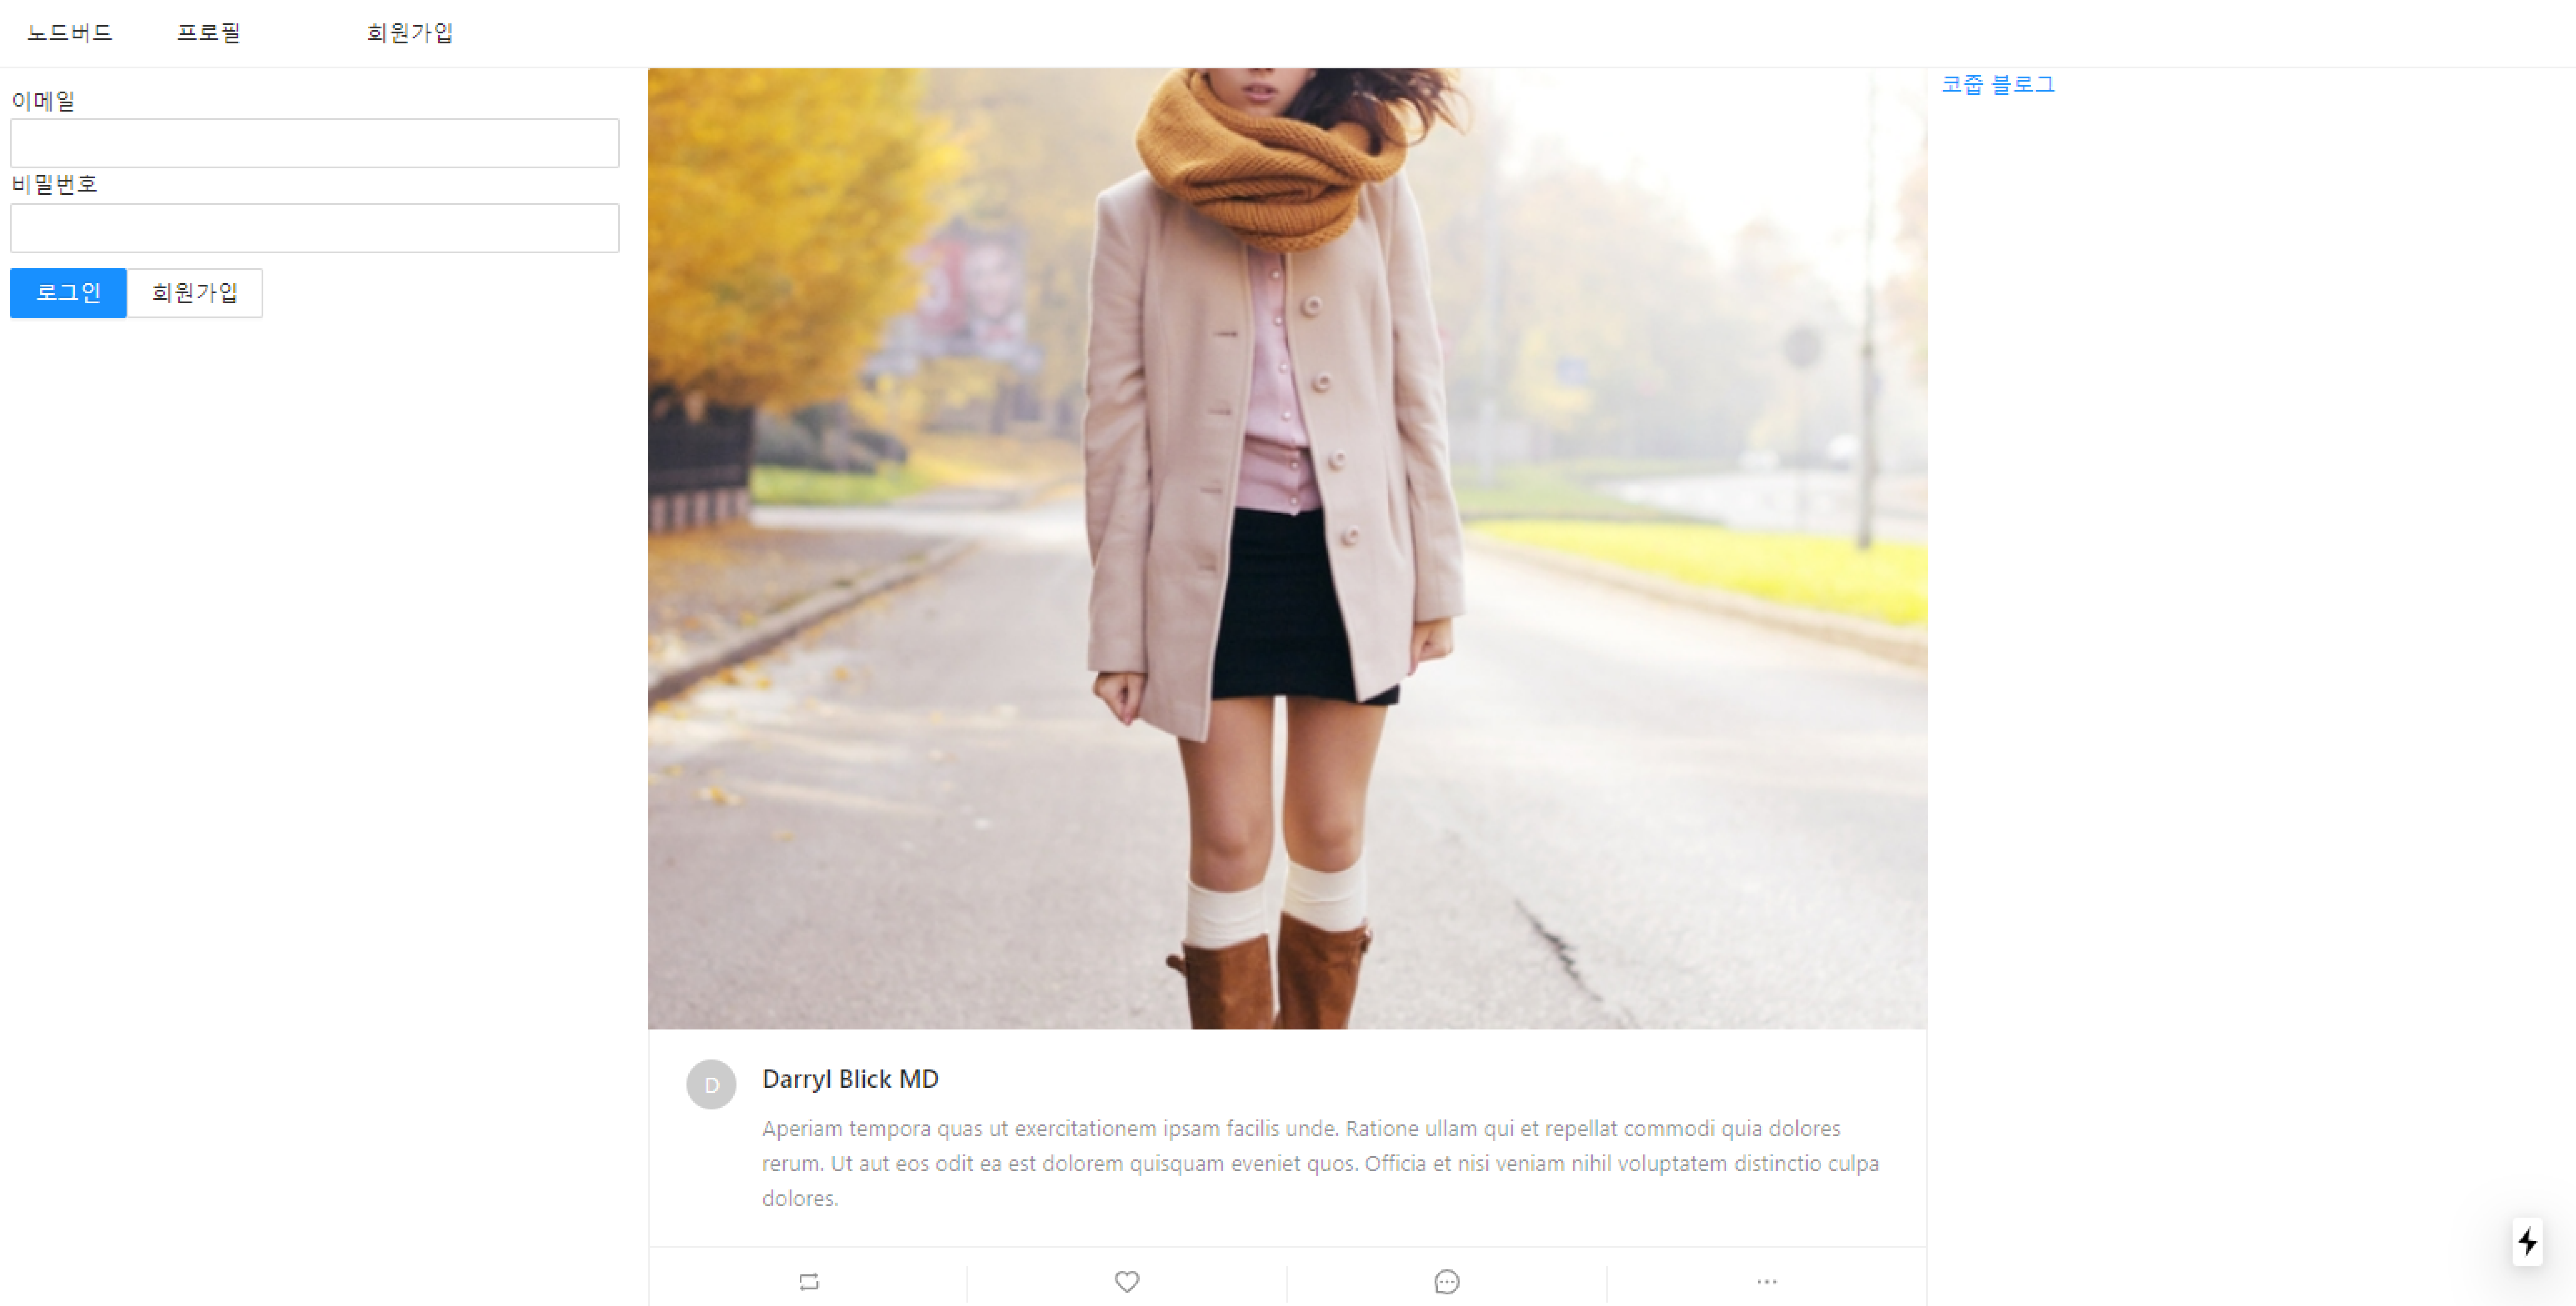 노드버드 프로필 회원가입
이메일
비밀번호
로그인 회원가입
코줍 블로그
D
Darryl Blick MD
Aperiam tempora quas ut exercitationem ipsam facilis unde. Ratione ullam qui et repellat commodi quia dolores
rerum. Ut aut eos odit ea est dolorem quisquam eveniet quos. Officia et nisi veniam nihil voluptatem distinctio culpa
dolores.